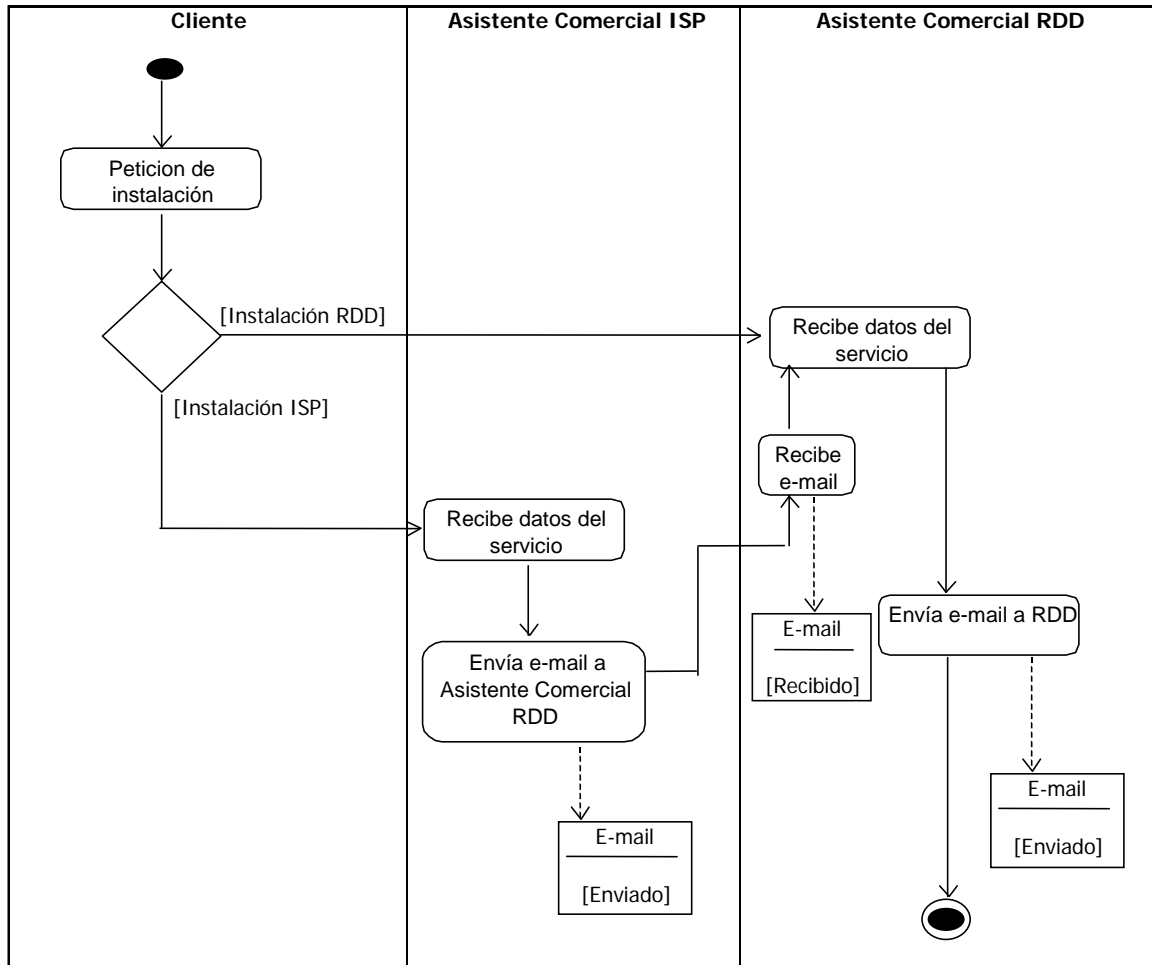 Cliente
Asistente Comercial ISP
Asistente Comercial RDD
Peticion de
instalación
[Instalación RDD]
[Instalación ISP]
Recibe datos del
servicio
Recibe
e-mail
Recibe datos del
servicio
Envía e-mail a
Asistente Comercial
RDD
E-mail
[Recibido]
Envía e-mail a RDD
E-mail
[Enviado]
E-mail
[Enviado]